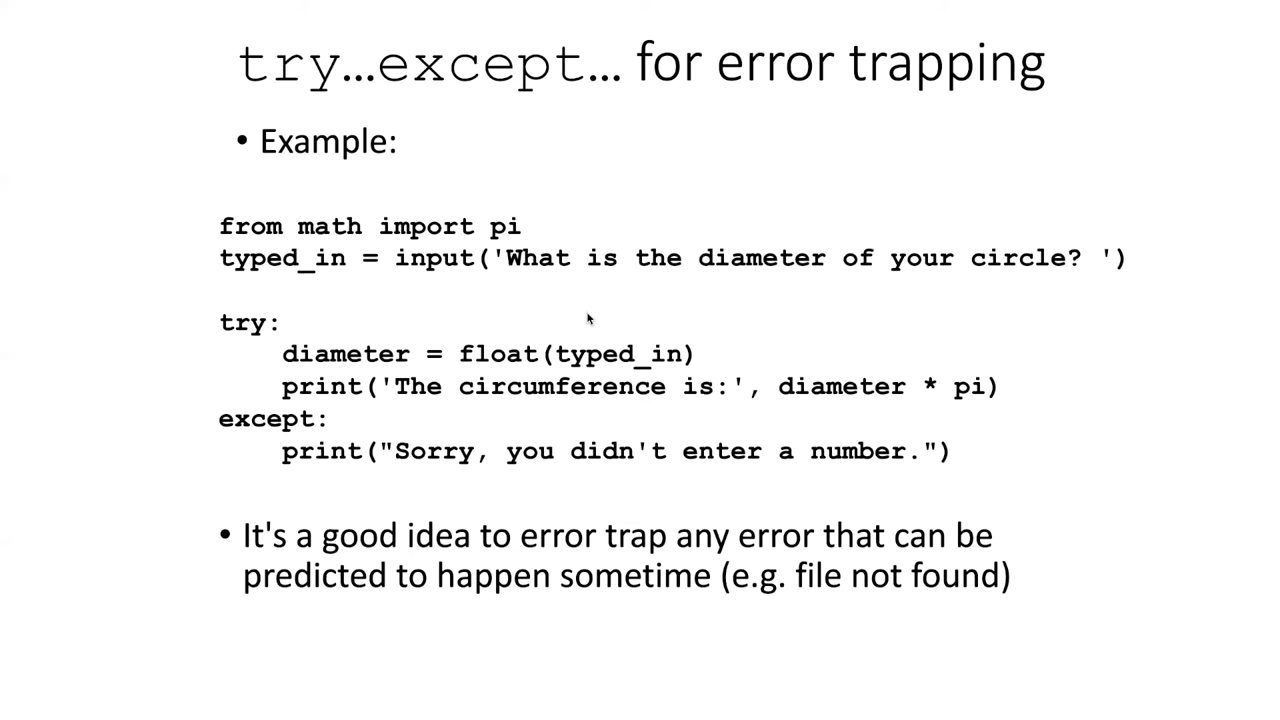 try…except… for error trapping
• Example:
from math import pi
typed_in = input('What is the diameter of your circle? ')
try:
    diameter = float(typed_in)
    print('The circumference is:', diameter * pi)
except:
    print("Sorry, you didn't enter a number.")
• It's a good idea to error trap any error that can be
predicted to happen sometime (e.g. file not found)